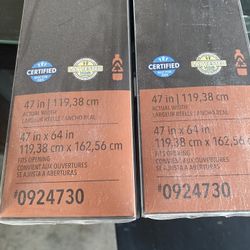 CERTIFIED
47 in | 119,38 cm
ACTUAL WIDTH
LARGEUR RÉELLE / ANCHO REAL
47 in x 64 in
119,38 cm x 162,56 cm
FITS OPENING
CONVIENT AUX OUVERTURES
SE AJUSTA A ABERTURAS
#0924730
CERTIFIED
47 in | 119,38 cm
ACTUAL WIDTH
LARGEUR RÉELLE / ANCHO REAL
47 in x 64 in
119,38 cm x 162,56 cm
FITS OPENING
CONVIENT AUX OUVERTURES
SE AJUSTA A ABERTURAS
#0924730